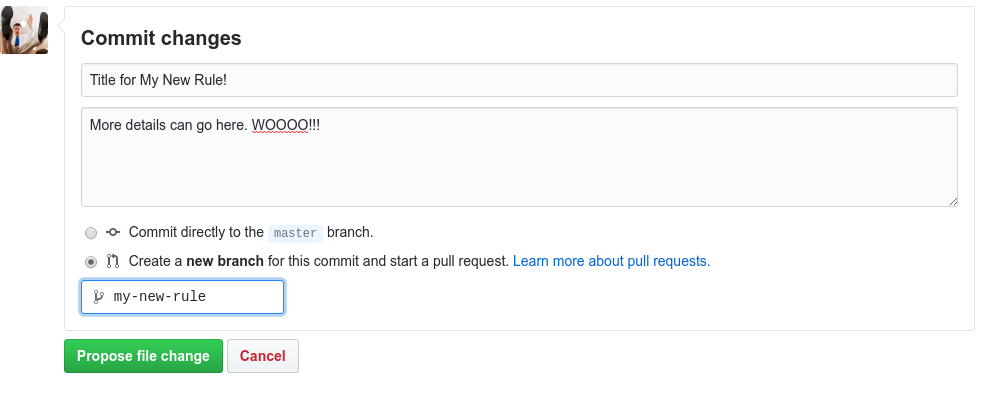 Commit changes
Title for My New Rule!
More details can go here. WOOOO!!!
Commit directly to the master branch.
Create a new branch for this commit and start a pull request. Learn more about pull requests.
my-new-rule
Propose file change Cancel